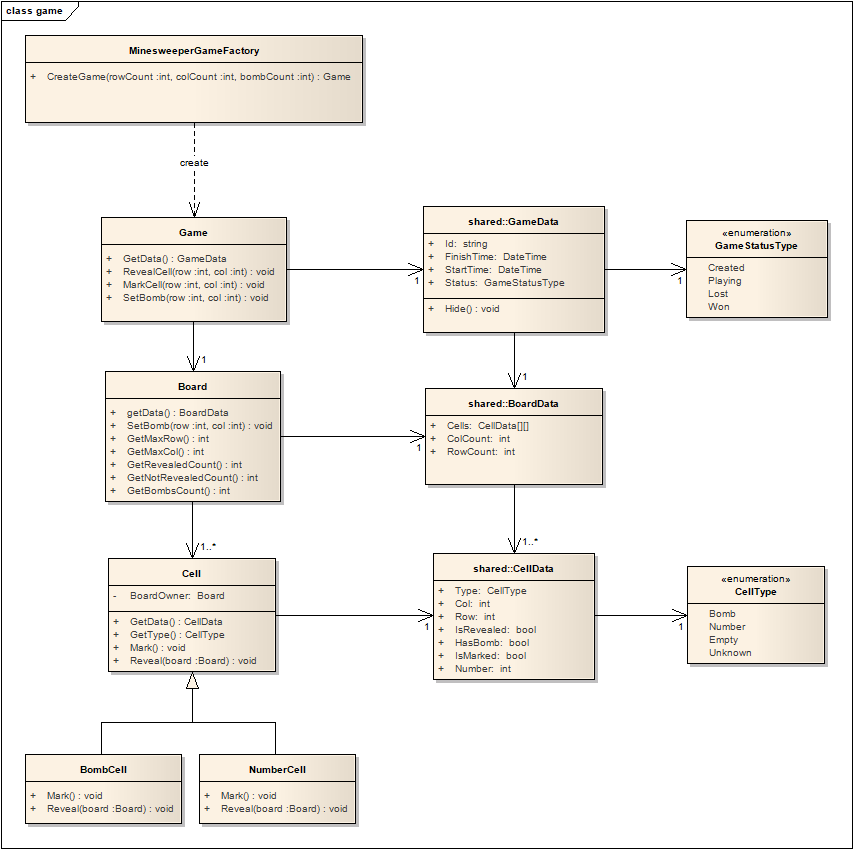 class game
MinesweeperGameFactory
+ CreateGame(rowCount :int, colCount :int, bombCount :int) : Game
create
Game
+ GetData() : GameData
+ RevealCell(row :int, col :int) : void
+ MarkCell(row :int, col :int) : void
+ SetBomb(row :int, col :int) : void
1
shared::GameData
+ Id: string
+ FinishTime: DateTime
+ StartTime: DateTime
+ Status: GameStatusType
+ Hide() : void
1
«enumeration»
GameStatusType
Created
Playing
Lost
Won
1
1
Board
+ getData() : BoardData
+ SetBomb(row :int, col :int) : void
+ GetMaxRow() : int
+ GetMaxCol() : int
+ GetRevealedCount() : int
+ GetNotRevealedCount() : int
+ GetBombsCount() : int
1
shared::BoardData
+ Cells: CellData[][]
+ ColCount: int
+ RowCount: int
1..*
1..*
Cell
- BoardOwner: Board
+ GetData() : CellData
+ GetType() : CellType
+ Mark() : void
+ Reveal(board :Board) : void
1
shared::CellData
+ Type: CellType
+ Col: int
+ Row: int
+ IsRevealed: bool
+ HasBomb: bool
+ IsMarked: bool
+ Number: int
1
«enumeration»
CellType
Bomb
Number
Empty
Unknown
BombCell
+ Mark() : void
+ Reveal(board :Board) : void
NumberCell
+ Mark() : void
+ Reveal(board :Board) : void